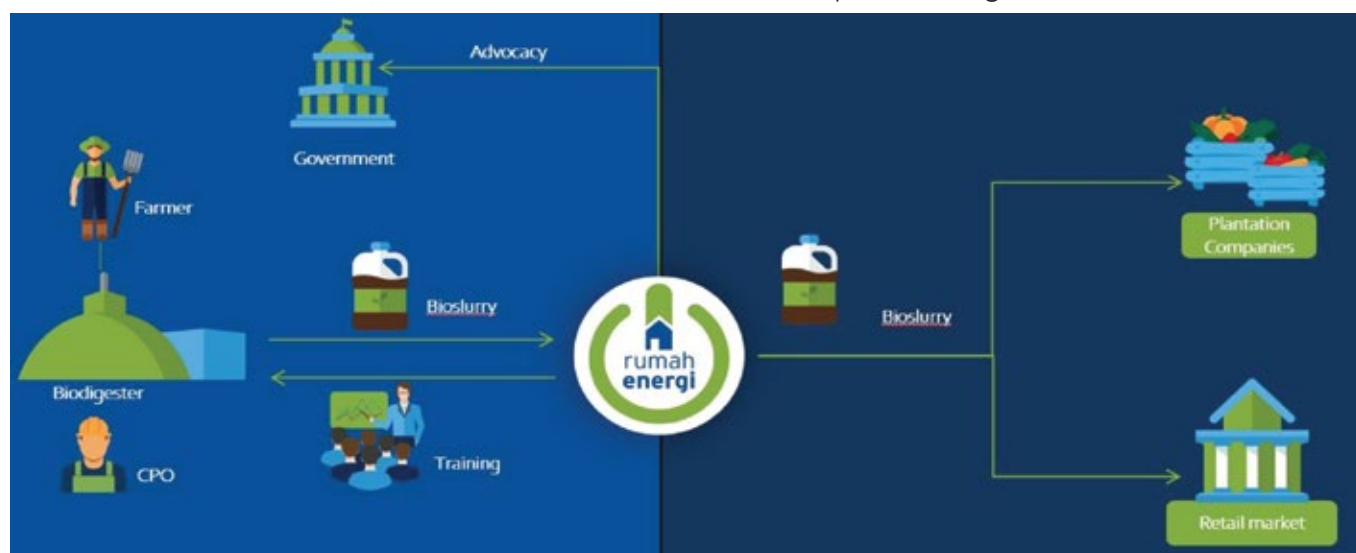 Advocacy
Government
Farmer
Bioslurry
Biodigester
CPO
Training
rumah
energi
Bioslurry
Plantation
Companies
Retail market